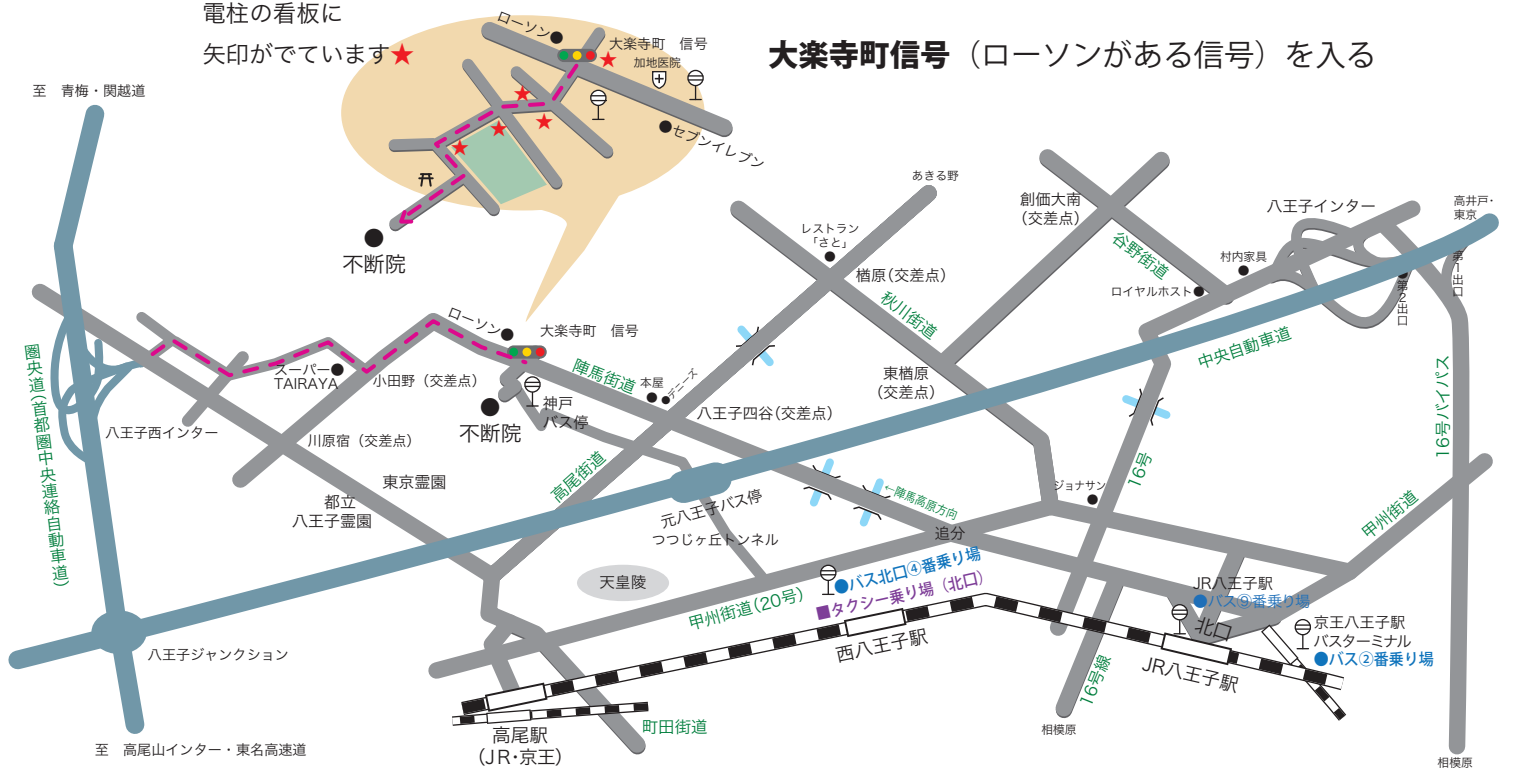 電柱の看板に
矢印がでています★
大楽寺町信号（ローソンがある信号）を入る
ローソン
大楽寺町　信号
加地医院
セブンイレブン
不断院
至　青梅・関越道
あきる野
創価大南
（交差点）
八王子インター
高井戸・
東京
レストラン
「さと」
谷野街道
村内家具
第1出口
楢原（交差点）
ロイヤルホスト
第2出口
秋川街道
ローソン
大楽寺町　信号
中央自動車道
圏央道（首都圏中央連絡自動車道）
スーパー
TAIRAYA
小田野（交差点）
陣馬街道
本屋
デニーズ
東楢原
（交差点）
16号バイパス
神戸
バス停
八王子四谷（交差点）
八王子西インター
不断院
川原宿（交差点）
高尾街道
16号
東京霊園
都立
八王子霊園
ジョナサン
←陣馬高原方向
甲州街道
元八王子バス停
つつじヶ丘トンネル
追分
天皇陵
●バス北口④番乗り場
■タクシー乗り場（北口）
JR八王子駅
●バス⑨番乗り場
甲州街道（20号）
北口
京王八王子駅
バスターミナル
●バス②番乗り場
西八王子駅
八王子ジャンクション
JR八王子駅
16号線
相模原
町田街道
高尾駅
（JR・京王）
至　高尾山インター・東名高速道
相模原